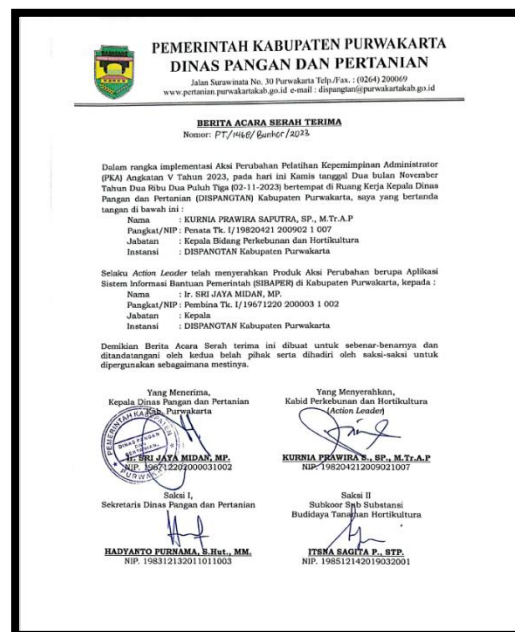 PEMERINTAH KABUPATEN PURWAKARTA
DINAS PANGAN DAN PERTANIAN
Jalan Surawinata No. 30 Purwakarta Telp./Fax. : (0264) 200069
www.pertanian.purwakartakab.go.id e-mail : dispangtan@purwakartakab.go.id
BERITA ACARA SERAH TERIMA
Nomor: PT/1468/Bunhor/2023
Dalam rangka implementasi Aksi Perubahan Pelatihan Kepemimpinan Administrator
(PKA) Angkatan V Tahun 2023, pada hari ini Kamis tanggal Dua bulan November
Tahun Dua Ribu Dua Puluh Tiga (02-11-2023) bertempat di Ruang Kerja Kepala Dinas
Pangan dan Pertanian (DISPANGTAN) Kabupaten Purwakarta, saya yang bertanda
tangan di bawah ini :
Nama : KURNIA PRAWIRA SAPUTRA, SP., M.Tr.A.P
Pangkat/NIP : Penata Tk. I/19820421 200902 1 007
Jabatan : Kepala Bidang Perkebunan dan Hortikultura
Instansi : DISPANGTAN Kabupaten Purwakarta
Selaku Action Leader telah menyerahkan Produk Aksi Perubahan berupa Aplikasi
Sistem Informasi Bantuan Pemerintah (SIBAPER) di Kabupaten Purwakarta, kepada :
Nama : Ir. SRI JAYA MIDAN, MP.
Pangkat/NIP : Pembina Tk. I/19671220 200003 1 002
Jabatan : Kepala
Instansi : DISPANGTAN Kabupaten Purwakarta
Demikian Berita Acara Serah terima ini dibuat untuk sebenar-benarnya dan
ditandatangani oleh kedua belah pihak serta dihadiri oleh saksi-saksi untuk
dipergunakan sebagaimana mestinya.
Yang Menerima,
Kepala Dinas Pangan dan Pertanian
Kab. Purwakarta
PEMERINTAH KABUPATEN
DINAS PANGAN
DAN
PERTANIAN
PURWAKARTA
Ir. SRI JAYA MIDAN, MP.
NIP. 196712202000031002
Yang Menyerahkan,
Kabid Perkebunan dan Hortikultura
(Action Leader)
KURNIA PRAWIRA S., SP., M.Tr.A.P
NIP. 198204212009021007
Saksi I,
Sekretaris Dinas Pangan dan Pertanian
HADYANTO PURNAMA, S.Hut., MM.
NIP. 198312132011011003
Saksi II
Subkoor Sub Substansi
Budidaya Tanaman Hortikultura
ITSNA SAGITA P., STP.
NIP. 198512142019032001